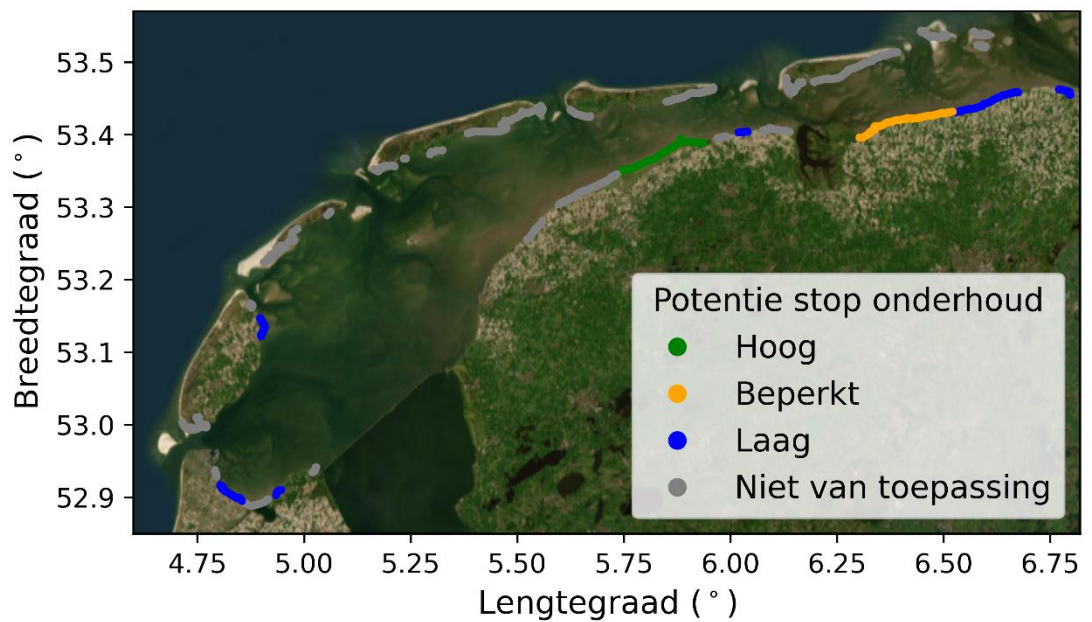 53.5
53.4
53.3
53.2
53.1
53.0
52.9
Breedtegraad (°)
Potentie stop onderhoud
Hoog
Beperkt
Laag
Niet van toepassing
4.75 5.00 5.25 5.50 5.75 6.00 6.25 6.50 6.75
Lengtegraad (°)